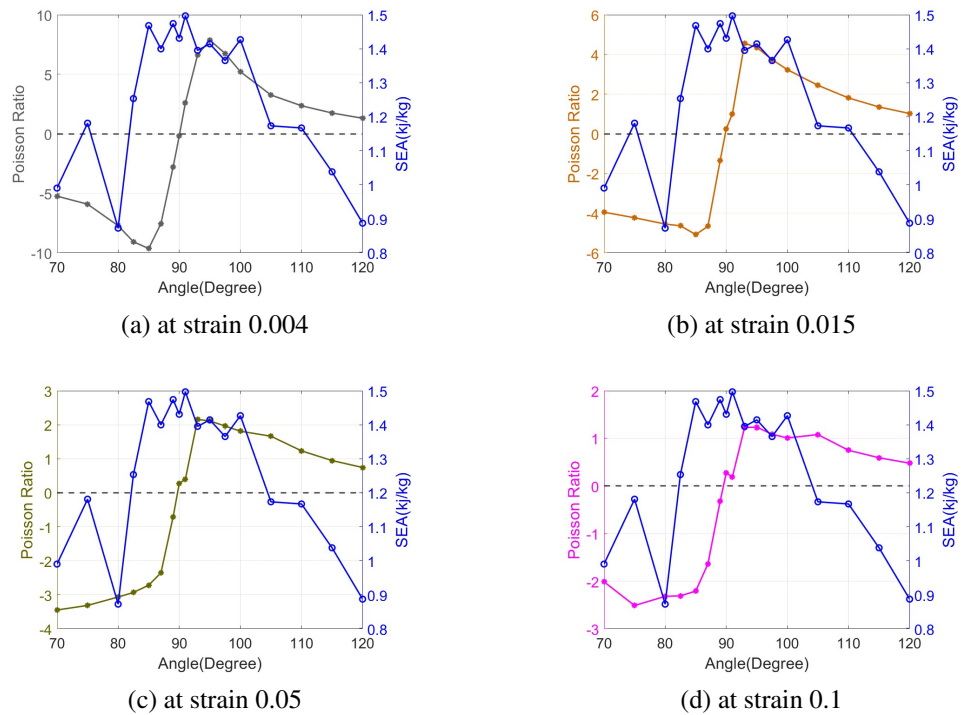 10
5
0
-5
-10
Poisson Ratio
1.5
1.4
1.3
1.2
1.1
1
0.9
0.8
SEA(kj/kg)
70 80 90 100 110 120
Angle(Degree)
(a) at strain 0.004
6
4
2
0
-2
-4
-6
Poisson Ratio
1.5
1.4
1.3
1.2
1.1
1
0.9
0.8
SEA(kj/kg)
70 80 90 100 110 120
Angle(Degree)
(b) at strain 0.015
3
2
1
0
-1
-2
-3
-4
Poisson Ratio
1.5
1.4
1.3
1.2
1.1
1
0.9
0.8
SEA(kj/kg)
70 80 90 100 110 120
Angle(Degree)
(c) at strain 0.05
2
1
0
-1
-2
-3
Poisson Ratio
1.5
1.4
1.3
1.2
1.1
1
0.9
0.8
SEA(kj/kg)
70 80 90 100 110 120
Angle(Degree)
(d) at strain 0.1